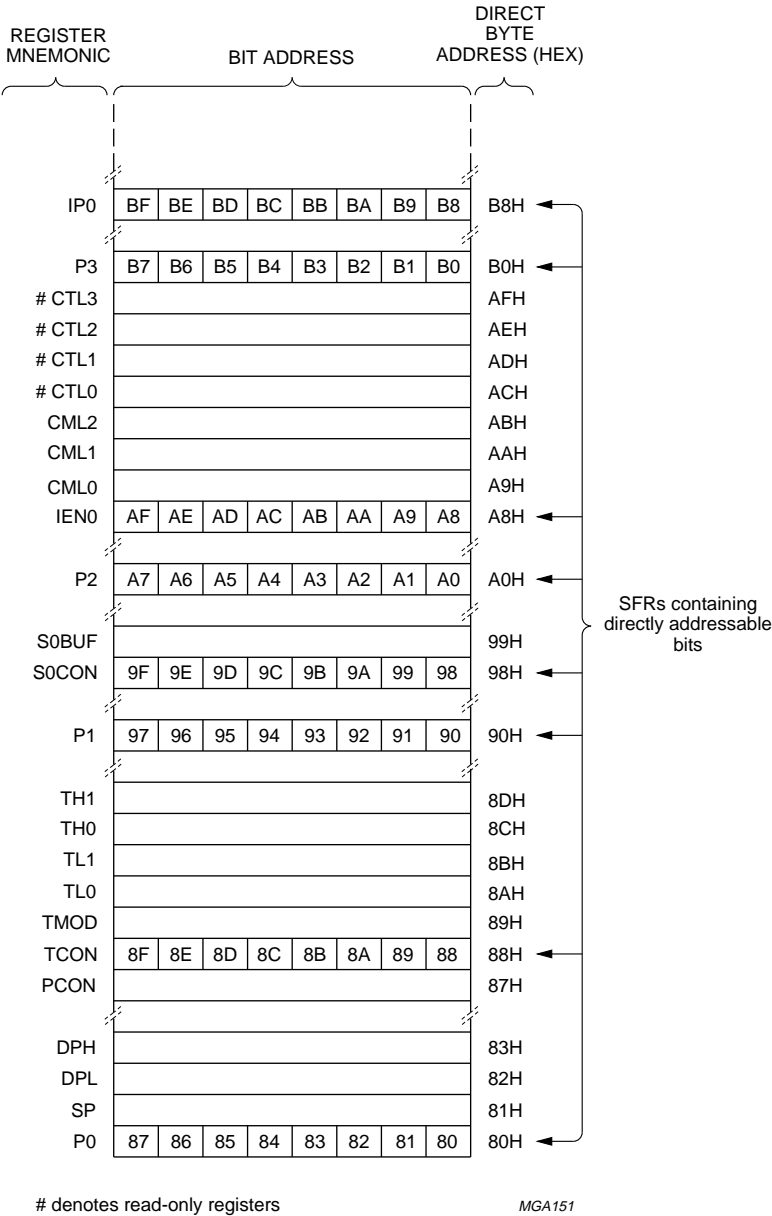 REGISTER
MNEMONIC
BIT ADDRESS
DIRECT
BYTE
ADDRESS (HEX)
IP0 BF BE BD BC BB BA B9 B8 B8H
P3 B7 B6 B5 B4 B3 B2 B1 B0 B0H
# CTL3 AFH
# CTL2 AEH
# CTL1 ADH
# CTL0 ACH
CML2 ABH
CML1 AAH
CML0 A9H
IEN0 AF AE AD AC AB AA A9 A8 A8H
P2 A7 A6 A5 A4 A3 A2 A1 A0 A0H
S0BUF 99H
S0CON 9F 9E 9D 9C 9B 9A 99 98 98H
P1 97 96 95 94 93 92 91 90 90H
TH1 8DH
TH0 8CH
TL1 8BH
TL0 8AH
TMOD 89H
TCON 8F 8E 8D 8C 8B 8A 89 88 88H
PCON 87H
DPH 83H
DPL 82H
SP 81H
P0 87 86 85 84 83 82 81 80 80H
SFRs containing
directly addressable
bits
# denotes read-only registers
MGA151